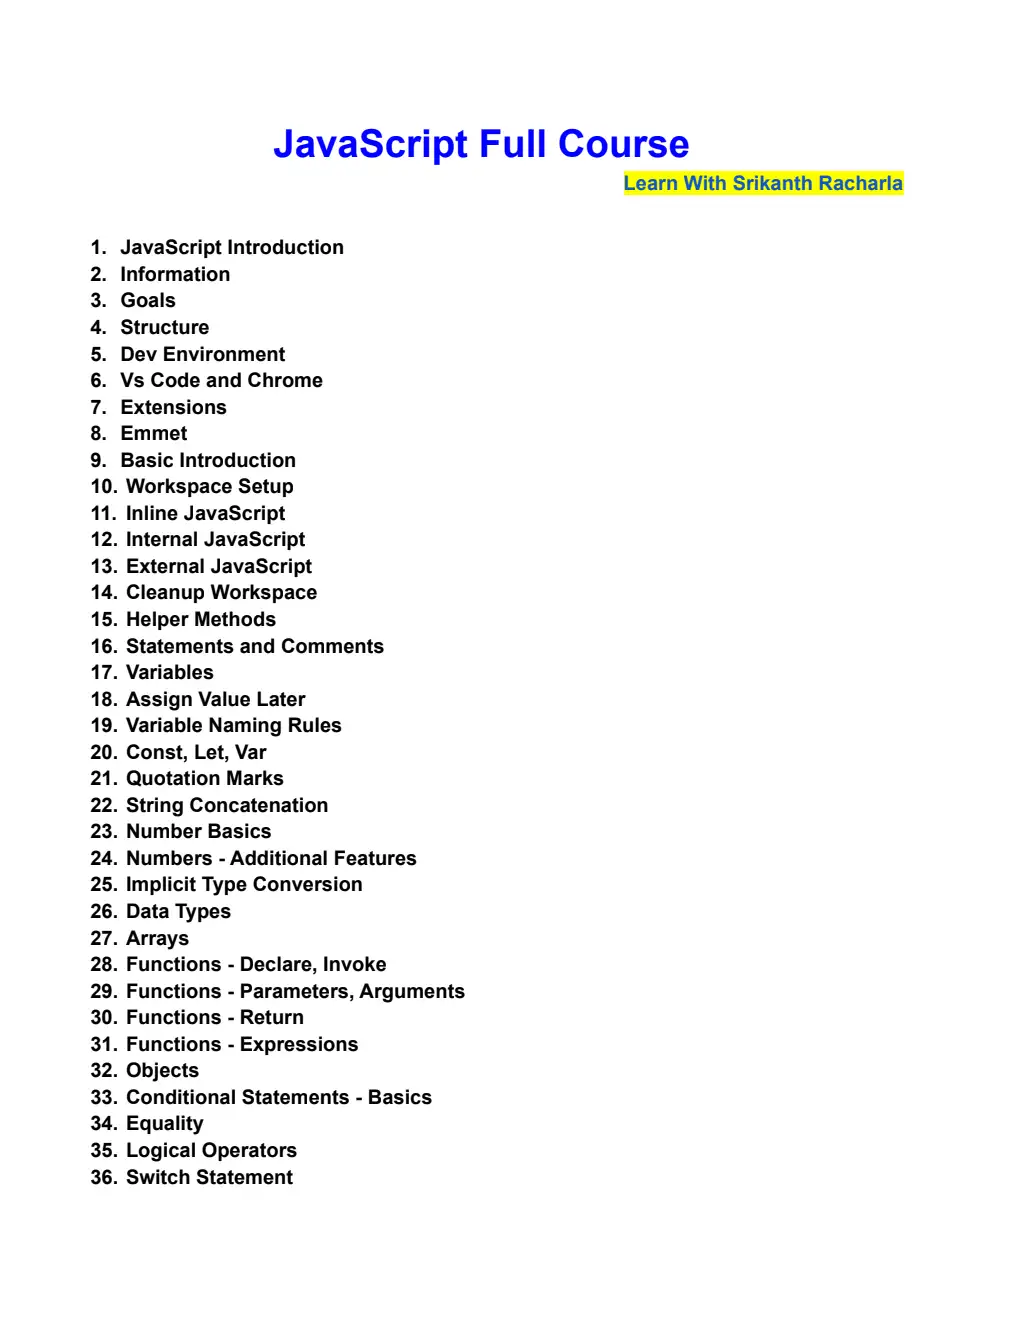 JavaScript Full Course
Learn With Srikanth Racharla
1. JavaScript Introduction
2. Information
3. Goals
4. Structure
5. Dev Environment
6. Vs Code and Chrome
7. Extensions
8. Emmet
9. Basic Introduction
10. Workspace Setup
11. Inline JavaScript
12. Internal JavaScript
13. External JavaScript
14. Cleanup Workspace
15. Helper Methods
16. Statements and Comments
17. Variables
18. Assign Value Later
19. Variable Naming Rules
20. Const, Let, Var
21. Quotation Marks
22. String Concatenation
23. Number Basics
24. Numbers - Additional Features
25. Implicit Type Conversion
26. Data Types
27. Arrays
28. Functions - Declare, Invoke
29. Functions - Parameters, Arguments
30. Functions - Return
31. Functions - Expressions
32. Objects
33. Conditional Statements - Basics
34. Equality
35. Logical Operators
36. Switch Statement